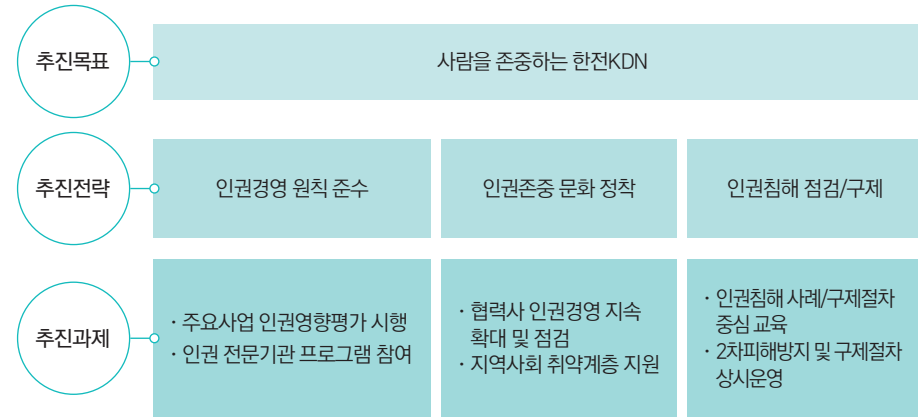 추진목표
사람을 존중하는 한전KDN
추진전략
인권경영 원칙 준수
인권존중 문화 정착
인권침해 점검/구제
추진과제
· 주요사업 인권영향평가 시행
· 인권 전문기관 프로그램 참여
· 협력사 인권경영 지속
확대 및 점검
· 지역사회 취약계층 지원
· 인권침해 사례/구제절차
중심 교육
· 2차피해방지 및 구제절차
상시운영